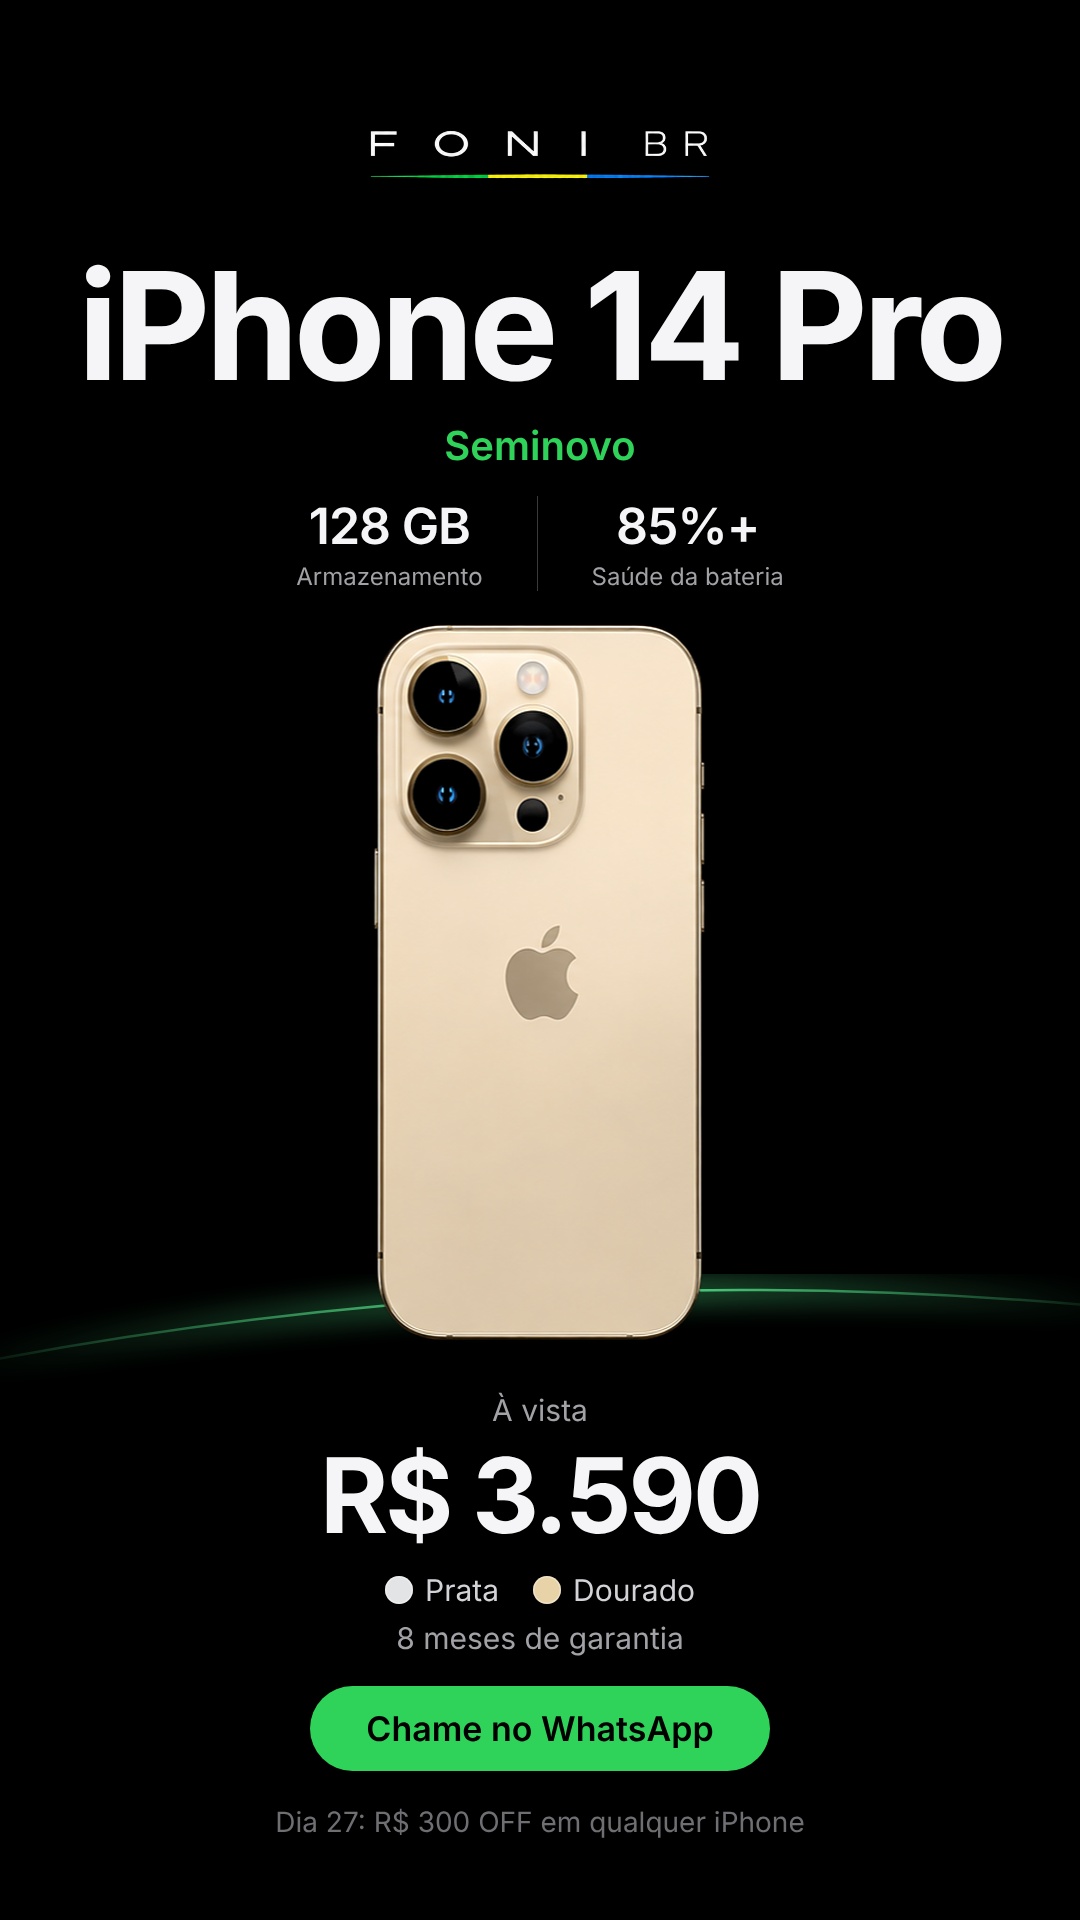 FONI BR
iPhone 14 Pro
Seminovo
128 GB
Armazenamento
85%+
Saúde da bateria
À vista
R$ 3.590
Prata
Dourado
8 meses de garantia
Chame no WhatsApp
Dia 27: R$ 300 OFF em qualquer iPhone